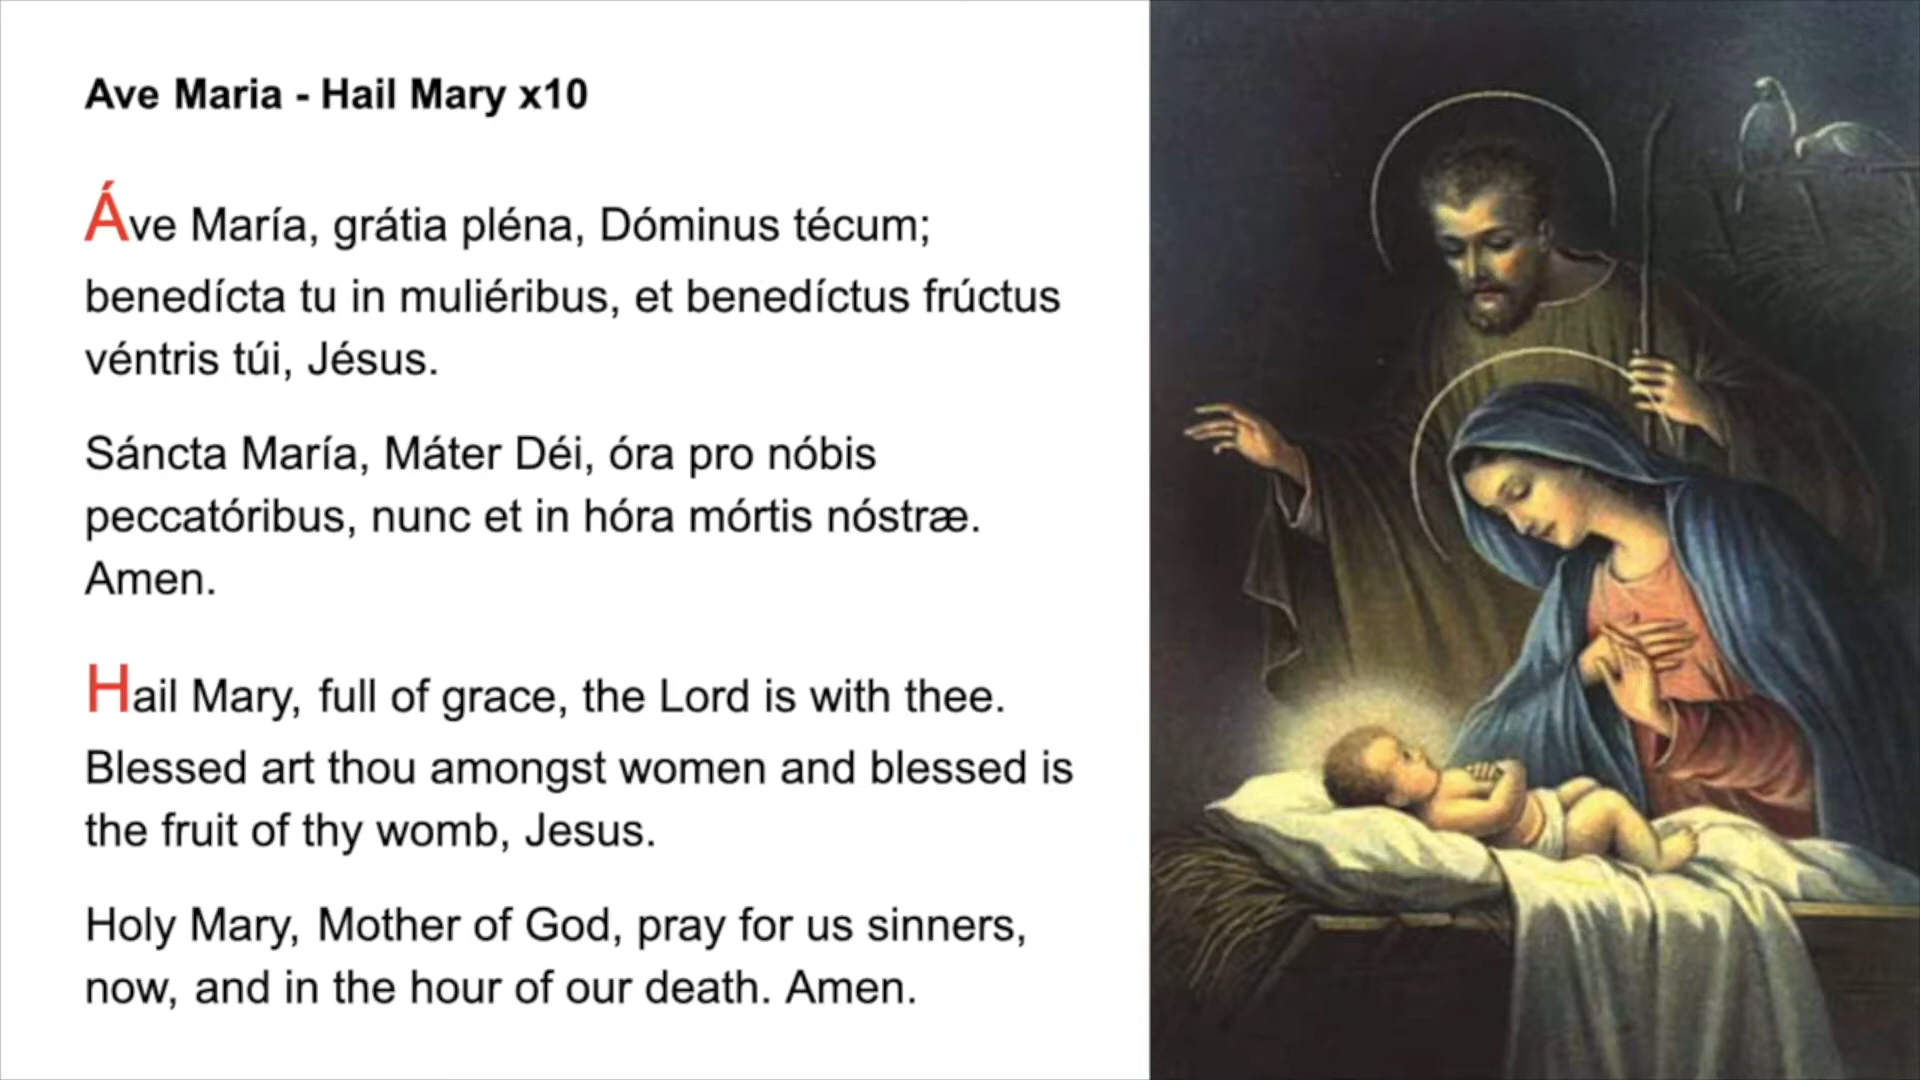 Ave Maria - Hail Mary x10
Áve María, grátia pléna, Dóminus técum;
benedícta tu in muliéribus, et benedíctus frúctus
véntris túi, Jésus.
Sáncta María, Máter Déi, óra pro nóbis
peccatóribus, nunc et in hóra mórtis nóstræ.
Amen.
Hail Mary, full of grace, the Lord is with thee.
Blessed art thou amongst women and blessed is
the fruit of thy womb, Jesus.
Holy Mary, Mother of God, pray for us sinners,
now, and in the hour of our death. Amen.